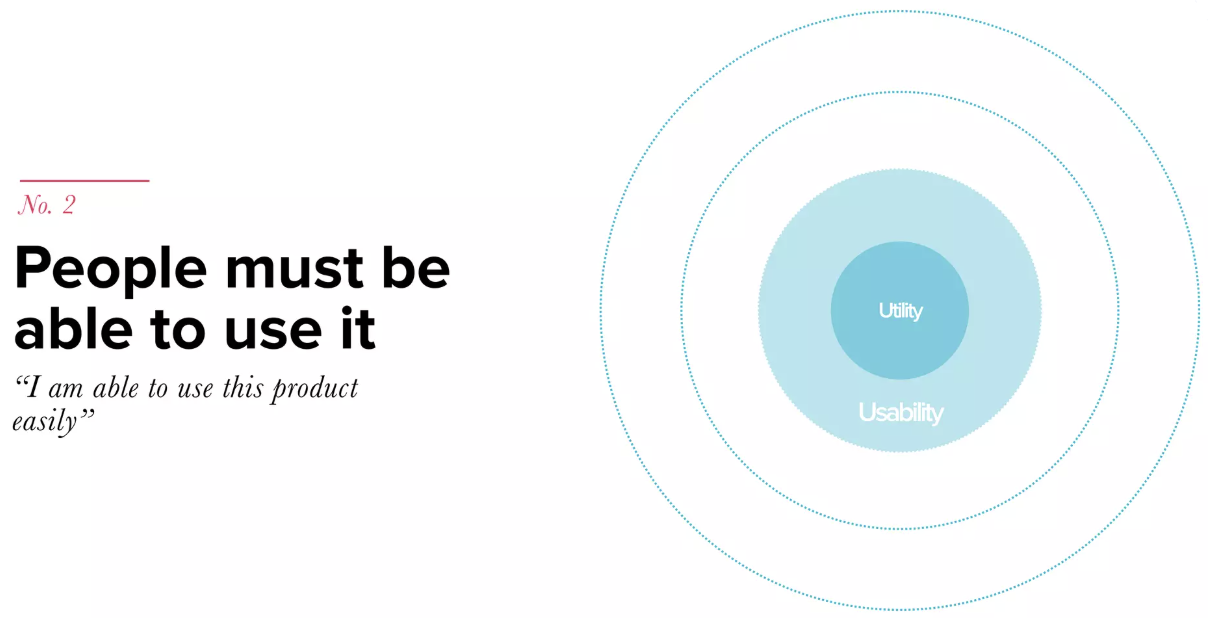 No. 2
People must be
able to use it
“I am able to use this product
easily”
Utility
Usability